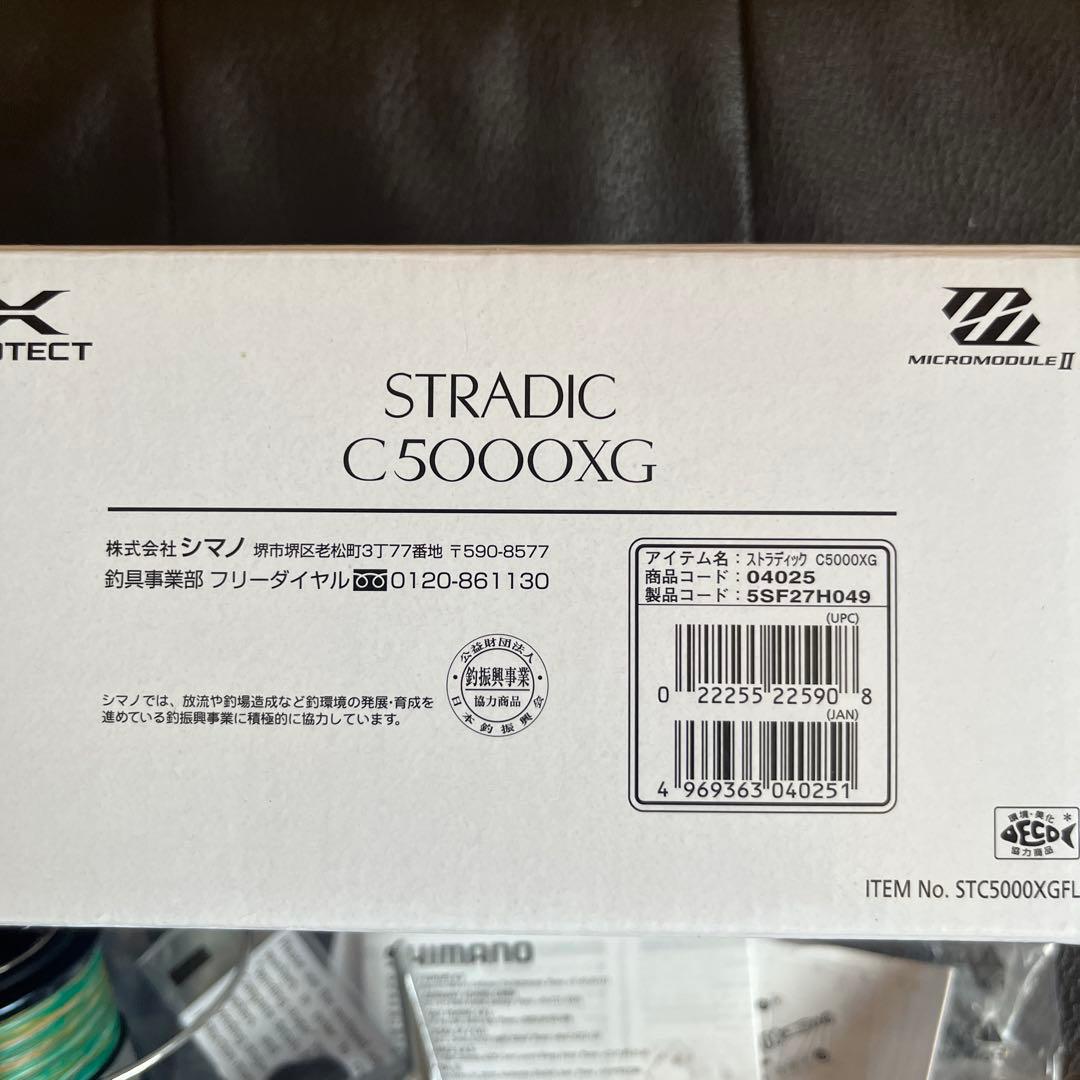 OTECT
MICROMODULE II
STRADIC
C5000XG
株式会社シマノ 堺市堺区老松町3丁77番地 〒590-8577
釣具事業部 フリーダイヤル 0120-861130
シマノでは、放流や釣場造成など釣環境の発展・育成を
進めている釣振興事業に積極的に協力しています。
公益財団法人
釣振興事業
協力商品
日本釣振興会
アイテム名：ストラディック C5000XG
商品コード：04025
製品コード：5SF27H049
(UPC)
0 22255 22590 8
(JAN)
4 969363 040251
環境・美化
ECO
協力商品
ITEM No. STC5000XGFL
SHIMANO